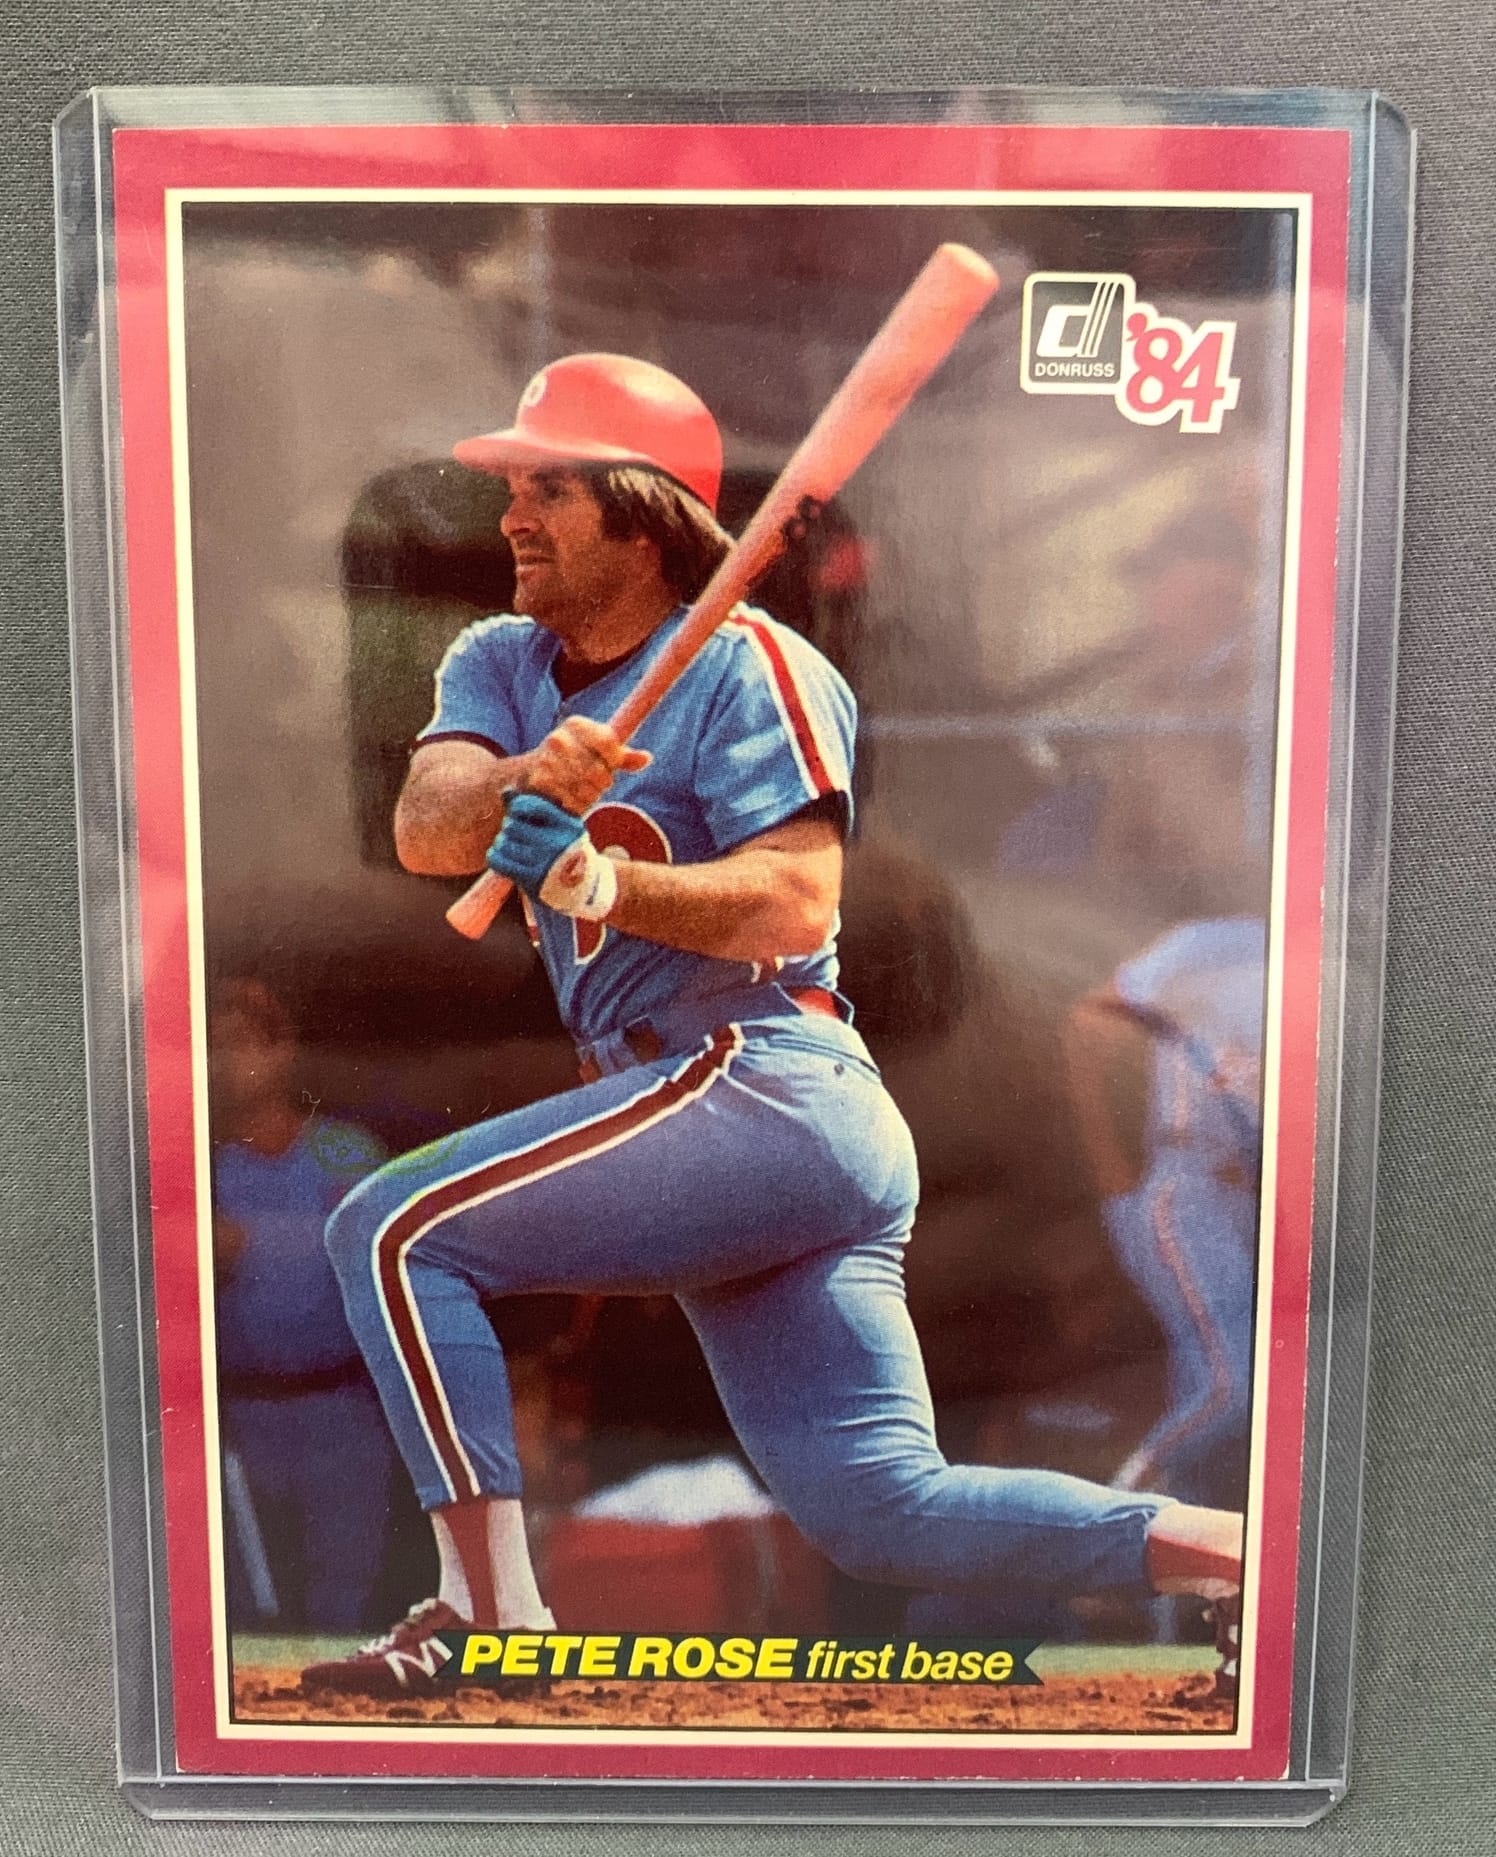 DONRUSS
'84
PETE ROSE first base